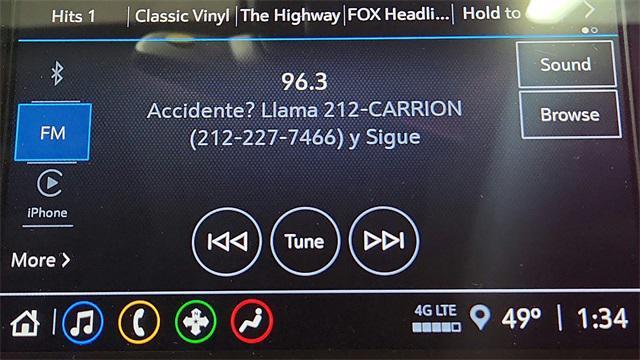 Hits 1 Classic Vinyl The Highway FOX Headli... Hold to
96.3
Accidente? Llama 212-CARRION
(212-227-7466) y Sigue
Sound
Browse
FM
iPhone
More
Tune
4G LTE
49° 1:34